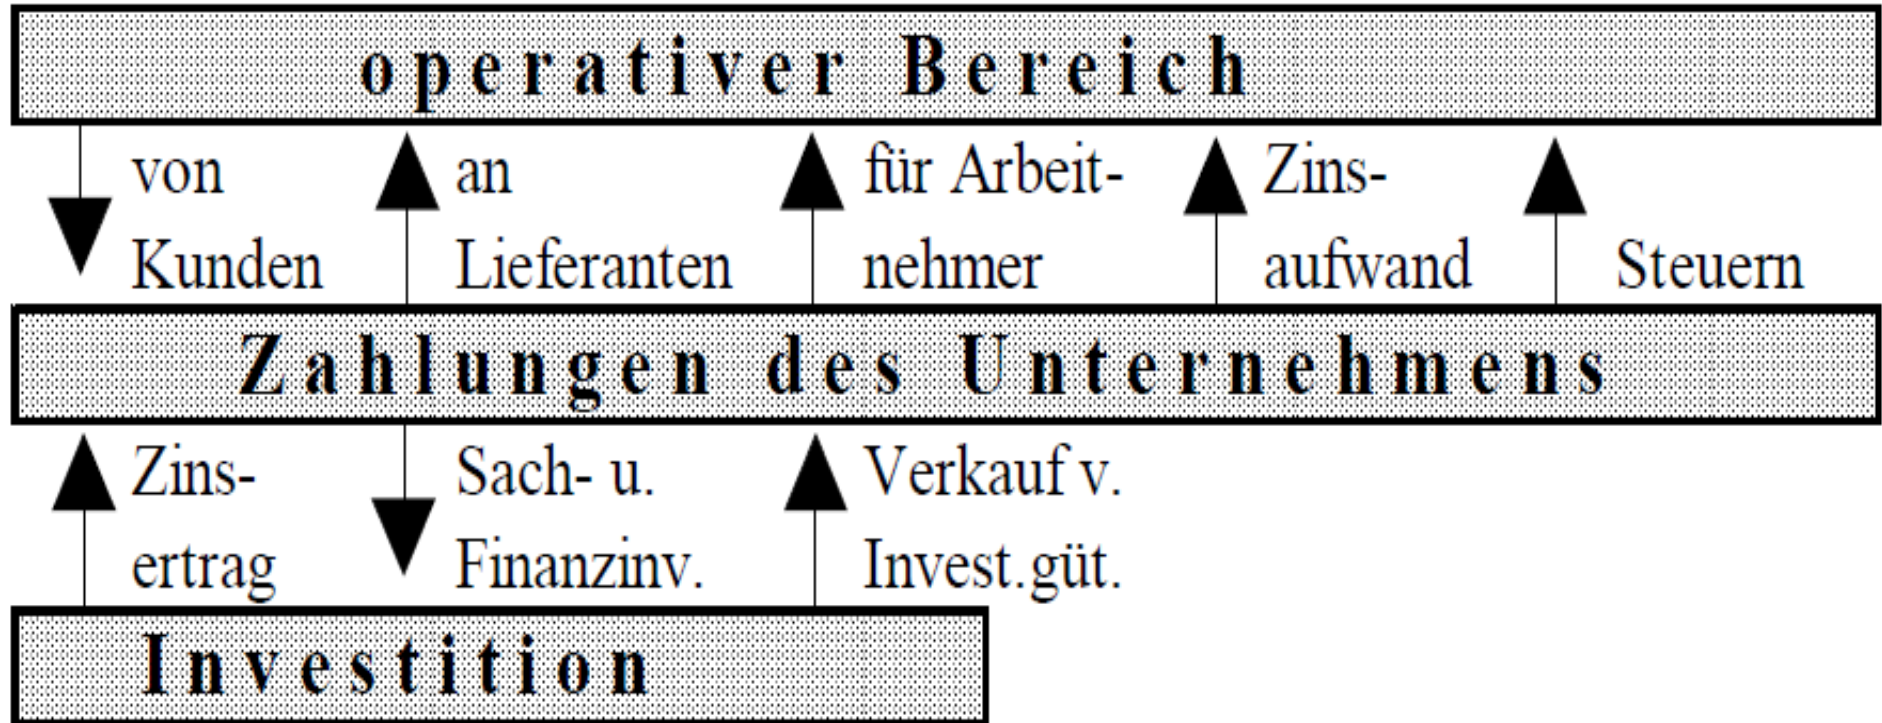 operativer Bereich
von an für Arbeit- Zins-
Kunden Lieferanten nehmer aufwand Steuern
Zahlungen des Unternehmens
Zins- Sach- u. Verkauf v.
ertrag Finanzinv. Invest.güt.
Investition